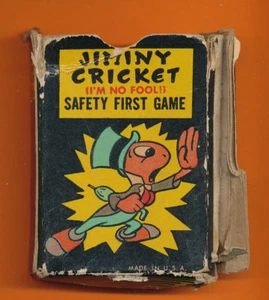 JIMINY
CRICKET
(I'M NO FOOL!)
SAFETY FIRST GAME
MADE IN U.S.A.